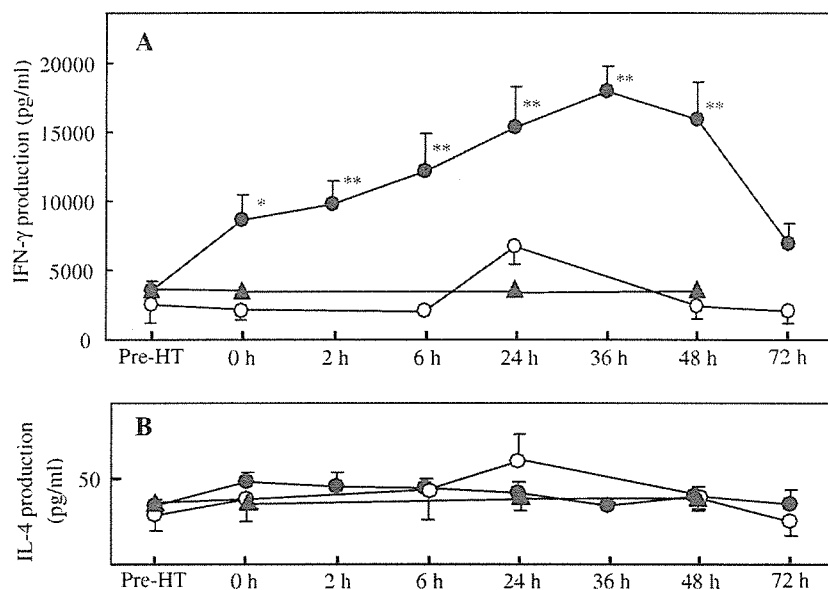 A
IFN-γ production (pg/ml)
20000
15000
10000
5000
0
*
**
**
**
**
**
Pre-HT 0 h 2 h 6 h 24 h 36 h 48 h 72 h
B
IL-4 production
(pg/ml)
50
Pre-HT 0 h 2 h 6 h 24 h 36 h 48 h 72 h